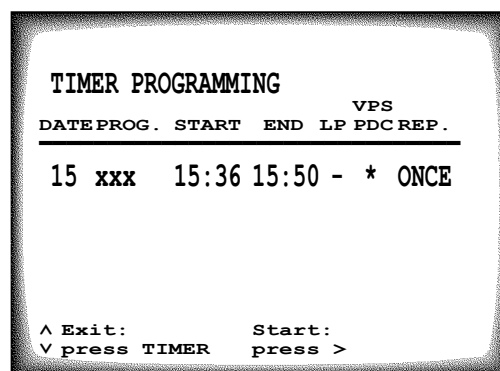 TIMER PROGRAMMING
VPS
DATE PROG. START END LP PDC REP.
15 xxx 15:36 15:50 - * ONCE
^ Exit: Start:
v press TIMER press >